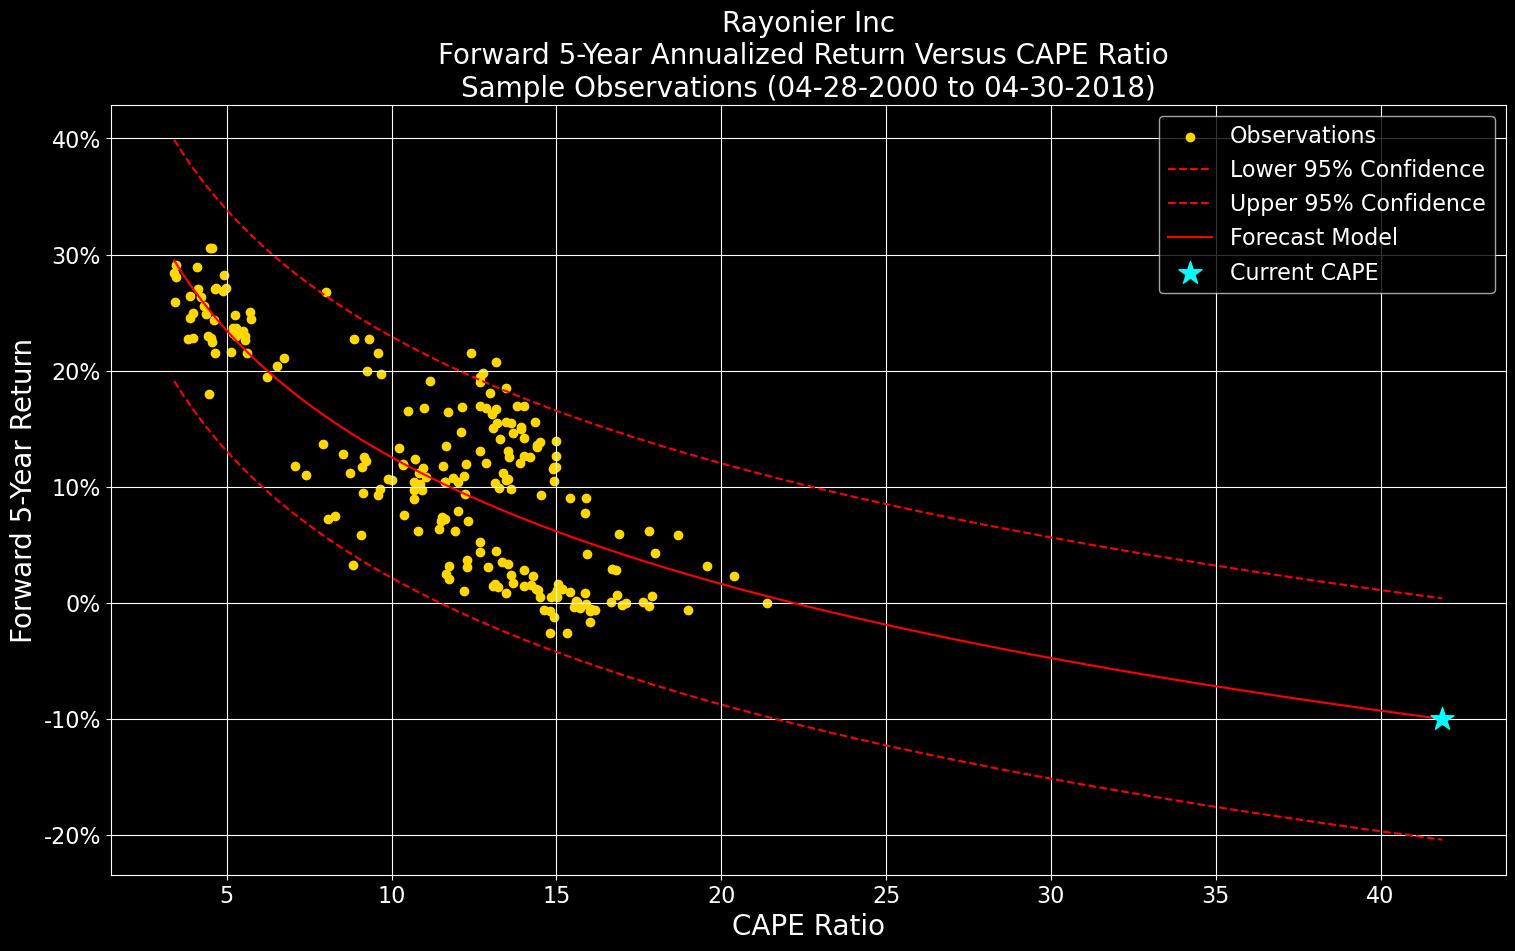 Rayonier Inc
Forward 5-Year Annualized Return Versus CAPE Ratio
Sample Observations (04-28-2000 to 04-30-2018)
Observations
Lower 95% Confidence
Upper 95% Confidence
Forecast Model
Current CAPE
Forward 5-Year Return
40%
30%
20%
10%
0%
-10%
-20%
5 10 15 20 25 30 35 40
CAPE Ratio